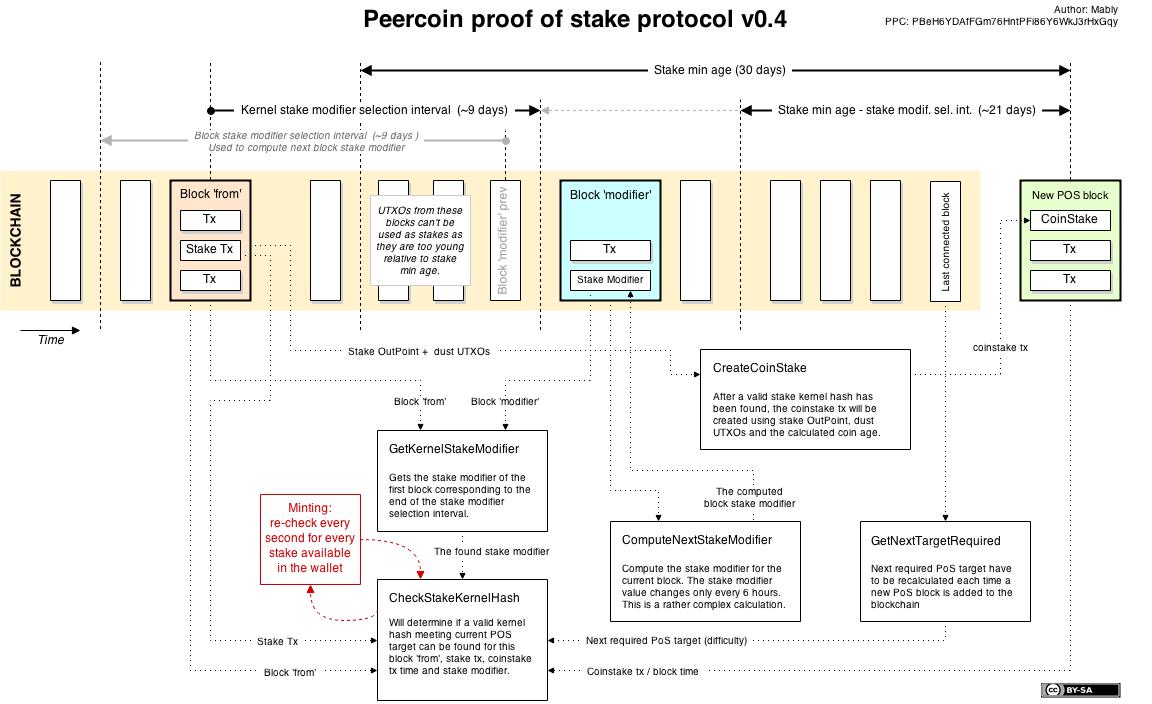 Peercoin proof of stake protocol v0.4
Author: Mably
PPC: PBeH6YDAfFGm76HntPFi86Y6WkJ3rHxGqy
Stake min age (30 days)
Kernel stake modifier selection interval (~9 days)
Stake min age - stake modif. sel. int. (~21 days)
Block stake modifier selection interval (~9 days )
Used to compute next block stake modifier
BLOCKCHAIN
Block 'from'
Tx
Stake Tx
Tx
UTXOs from these
blocks can't be
used as stakes as
they are too young
relative to stake
min age.
Block 'modifier' prev
Block 'modifier'
Tx
Stake Modifier
Last connected block
New POS block
CoinStake
Tx
Tx
Time
Stake OutPoint + dust UTXOs
coinstake tx
CreateCoinStake
After a valid stake kernel hash has
been found, the coinstake tx will be
created using stake OutPoint, dust
UTXOs and the calculated coin age.
Block 'from'
Block 'modifier'
GetKernelStakeModifier
Gets the stake modifier of the
first block corresponding to the
end of the stake modifier
selection interval.
The computed
block stake modifier
Minting:
re-check every
second for every
stake available
in the wallet
The found stake modifier
ComputeNextStakeModifier
Compute the stake modifier for the
current block. The stake modifier
value changes only every 6 hours.
This is a rather complex calculation.
GetNextTargetRequired
Next required PoS target have
to be recalculated each time a
new PoS block is added to the
blockchain
CheckStakeKernelHash
Will determine if a valid kernel
hash meeting current POS
target can be found for this
block 'from', stake tx, coinstake
tx time and stake modifier.
Stake Tx
Next required PoS target (difficulty)
Block 'from'
Coinstake tx / block time
cc BY-SA